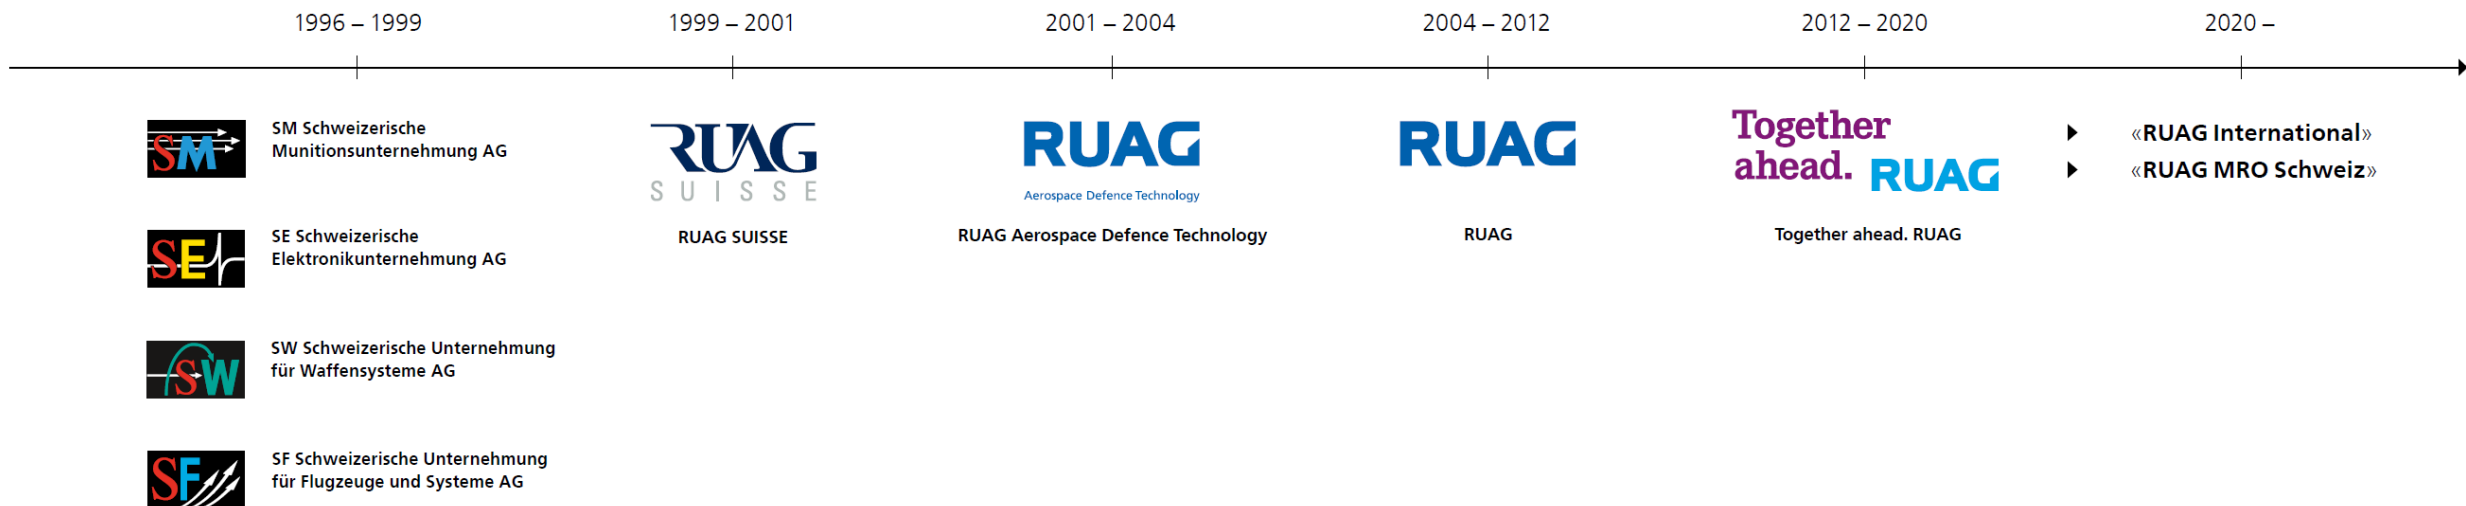 1996 – 1999
1999 – 2001
2001 – 2004
2004 – 2012
2012 – 2020
2020 –
SM
SM Schweizerische
Munitionsunternehmung AG
SE
SE Schweizerische
Elektronikunternehmung AG
SW
SW Schweizerische Unternehmung
für Waffensysteme AG
SF
SF Schweizerische Unternehmung
für Flugzeuge und Systeme AG
RUAG
SUISSE
RUAG SUISSE
RUAG
Aerospace Defence Technology
RUAG Aerospace Defence Technology
RUAG
RUAG
Together
ahead. RUAG
Together ahead. RUAG
«RUAG International»
«RUAG MRO Schweiz»